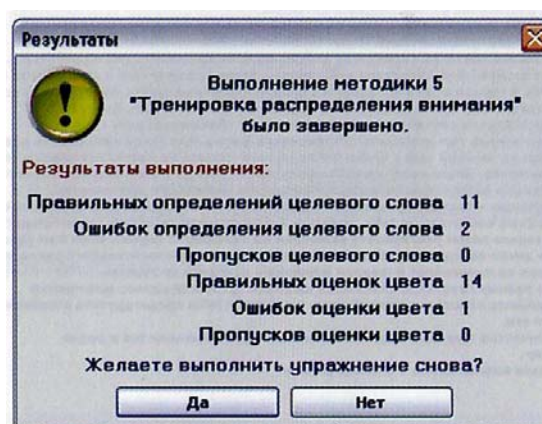 Результаты
Выполнение методики 5
"Тренировка распределения внимания"
было завершено.
Результаты выполнения:
Правильных определений целевого слова 11
Ошибок определения целевого слова 2
Пропусков целевого слова 0
Правильных оценок цвета 14
Ошибок оценки цвета 1
Пропусков оценки цвета 0
Желаете выполнить упражнение снова?
Да Нет